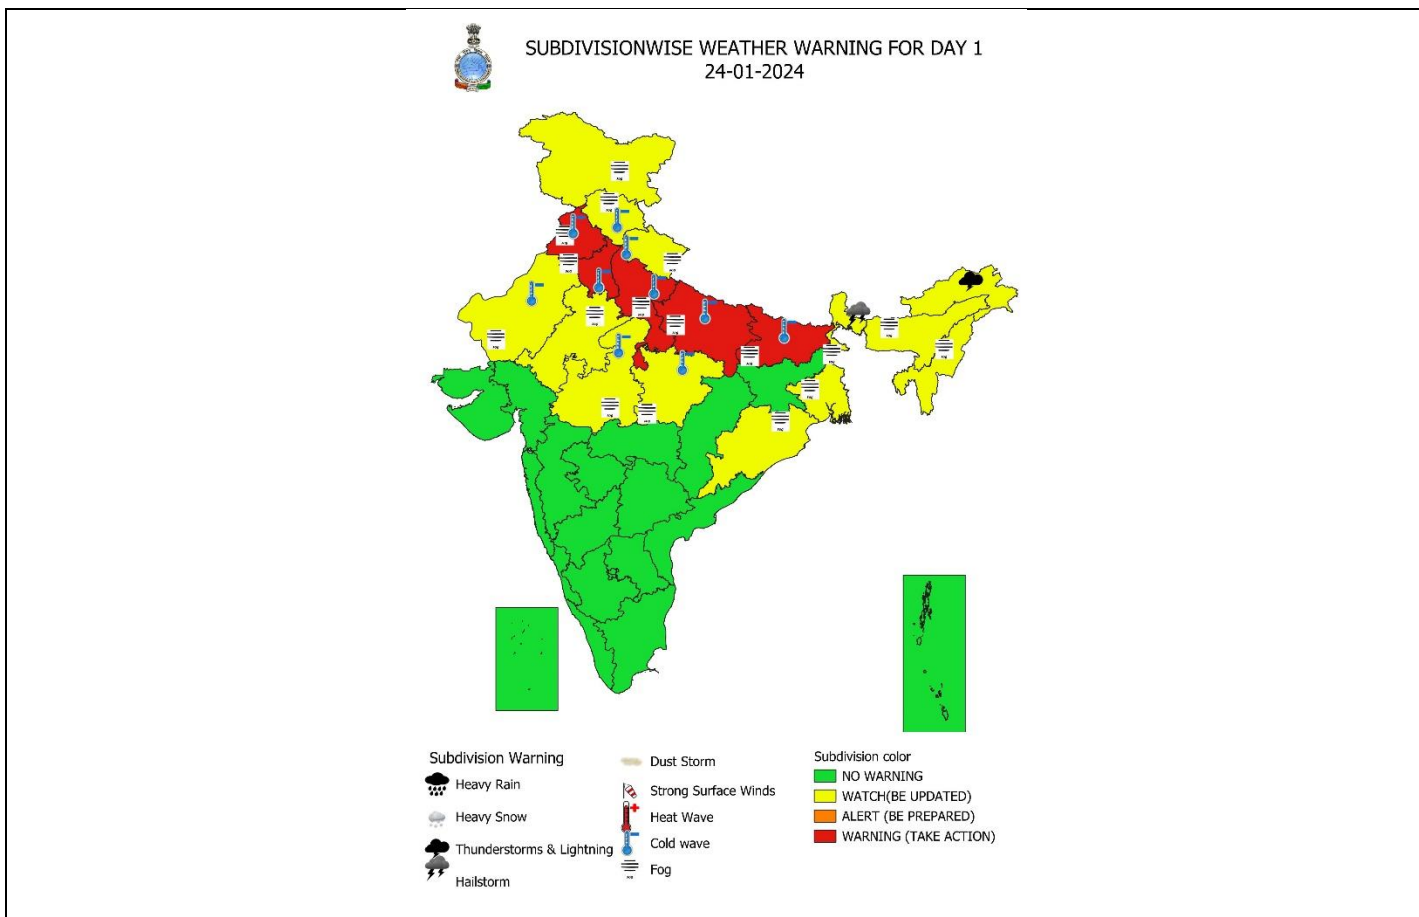 SUBDIVISIONWISE WEATHER WARNING FOR DAY 1
24-01-2024
Subdivision Warning
Heavy Rain
Heavy Snow
Thunderstorms & Lightning
Hailstorm
Dust Storm
Strong Surface Winds
Heat Wave
Cold wave
Fog
Subdivision color
NO WARNING
WATCH(BE UPDATED)
ALERT (BE PREPARED)
WARNING (TAKE ACTION)